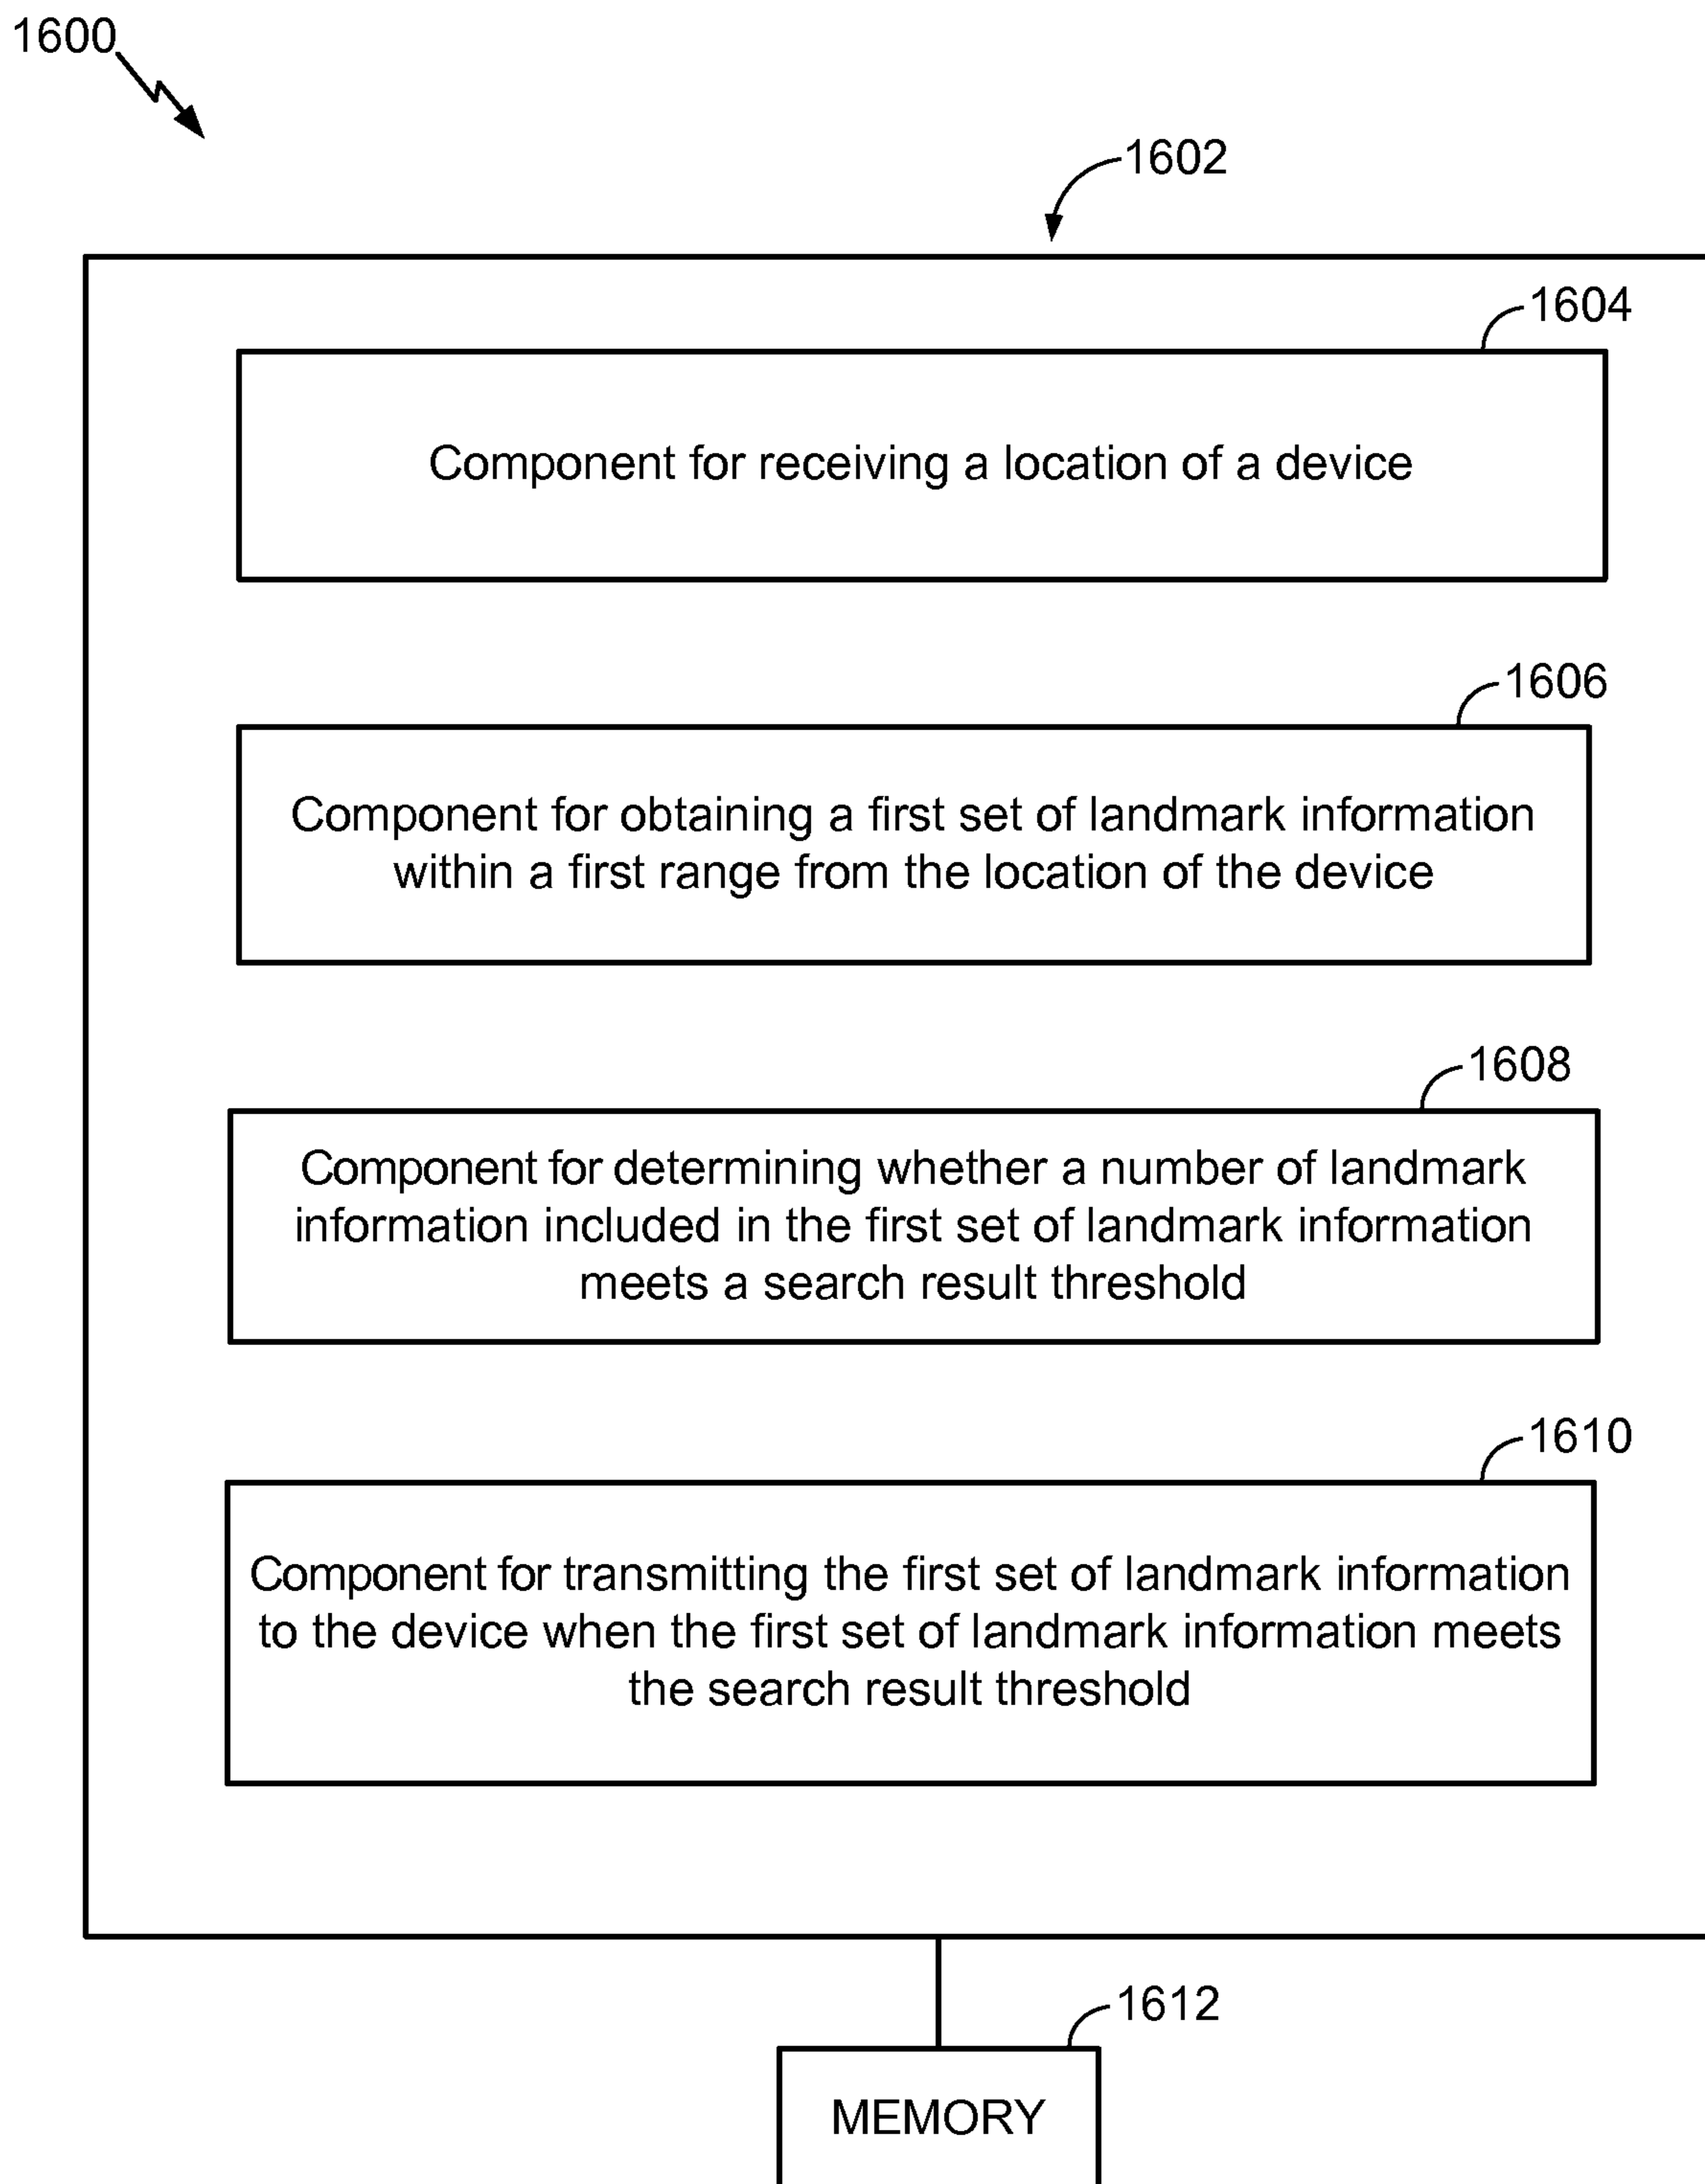 1600
1602
1604
Component for receiving a location of a device
1606
Component for obtaining a first set of landmark information
within a first range from the location of the device
1608
Component for determining whether a number of landmark
information included in the first set of landmark information
meets a search result threshold
1610
Component for transmitting the first set of landmark information
to the device when the first set of landmark information meets
the search result threshold
1612
MEMORY